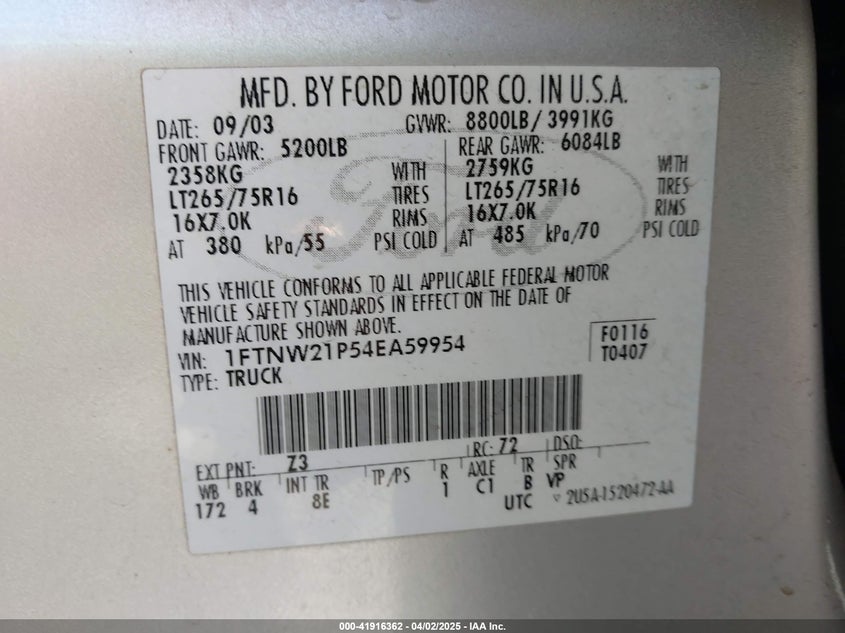 MFD. BY FORD MOTOR CO. IN U.S.A.
DATE: 09/03 GVWR: 8800LB/ 3991KG
FRONT GAWR: 5200LB REAR GAWR: 6084LB
2358KG WITH 2759KG WITH
LT265/75R16 TIRES LT265/75R16 TIRES
16X7.0K RIMS 16X7.0K RIMS
AT 380 kPa/55 PSI COLD AT 485 kPa/70 PSI COLD
Ford
THIS VEHICLE CONFORMS TO ALL APPLICABLE FEDERAL MOTOR
VEHICLE SAFETY STANDARDS IN EFFECT ON THE DATE OF
MANUFACTURE SHOWN ABOVE.
VIN: 1FTNW21P54EA59954 F0116
TYPE: TRUCK T0407
EXT PNT: Z3 RC: 72 DSO:
WB BRK INT TR TP/PS R AXLE TR SPR
172 4 8E 1 C1 B VP
UTC 2U5A-1520472-AA
000-41916362 - 04/02/2025 - IAA Inc.